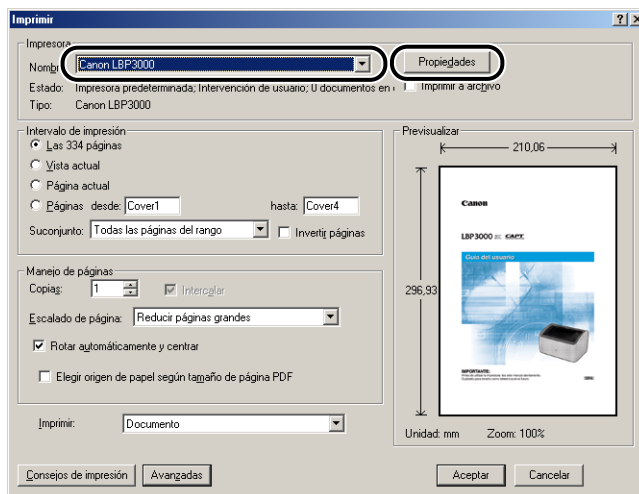 Imprimir
Impresora
Canon LBP3000
Propiedades
Estado: Impresora predeterminada; Intervención de usuario; 0 documentos en
Imprimir a archivo
Tipo: Canon LBP3000
Intervalo de impresión
Las 334 páginas
Vista actual
Página actual
Páginas desde: Cover1 hasta: Cover4
Suconjunto: Todas las páginas del rango Invertir páginas
Manejo de páginas
Copias: 1 Intercalar
Escalado de página: Reducir páginas grandes
Rotar automáticamente y centrar
Elegir origen de papel según tamaño de página PDF
Imprimir: Documento
Consejos de impresión Avanzadas
Previsualizar
210,06
296,93
Canon
LBP3000 CAPT
Guía del usuario
IMPORTANTE:
Unidad: mm Zoom: 100%
Aceptar Cancelar